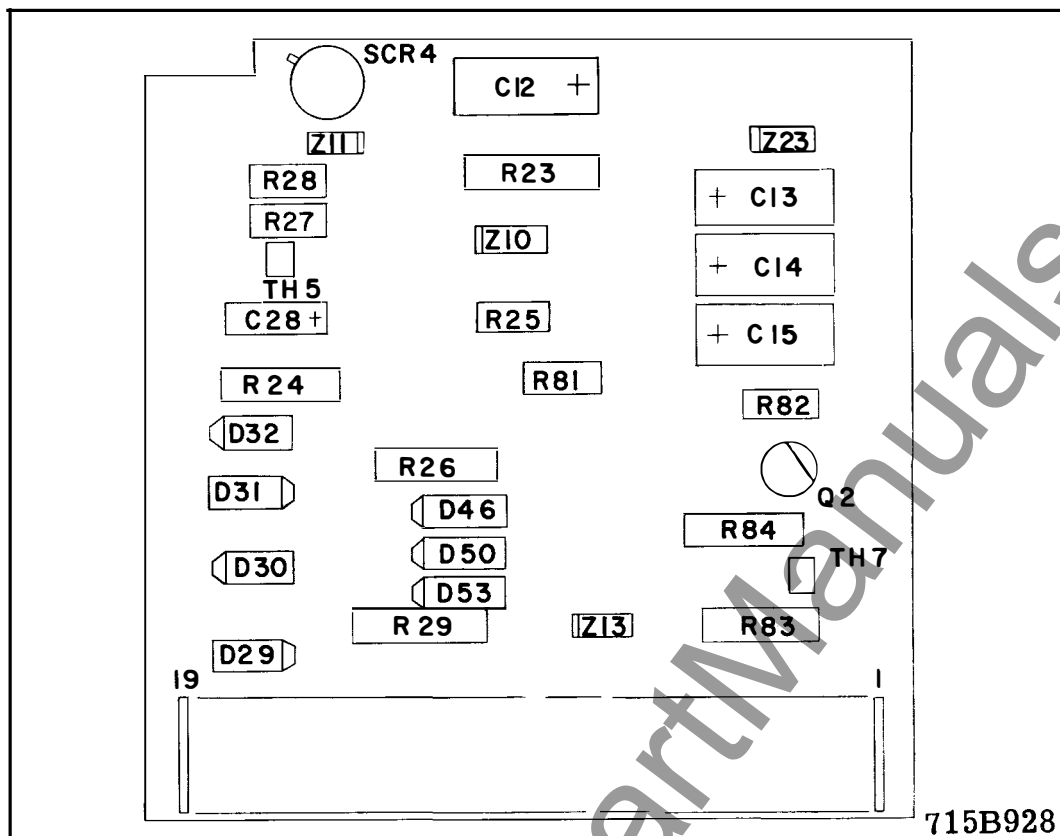 SCR4
C12 +
Z11
Z23
R28
R23
+ C13
R27
Z10
+ C14
TH5
C28+
R25
+ C15
R24
R81
R82
D32
R26
D31
D46
Q2
R84
D50
TH7
D30
D53
R29
Z13
R83
D29
19
1
715B928
artManuals